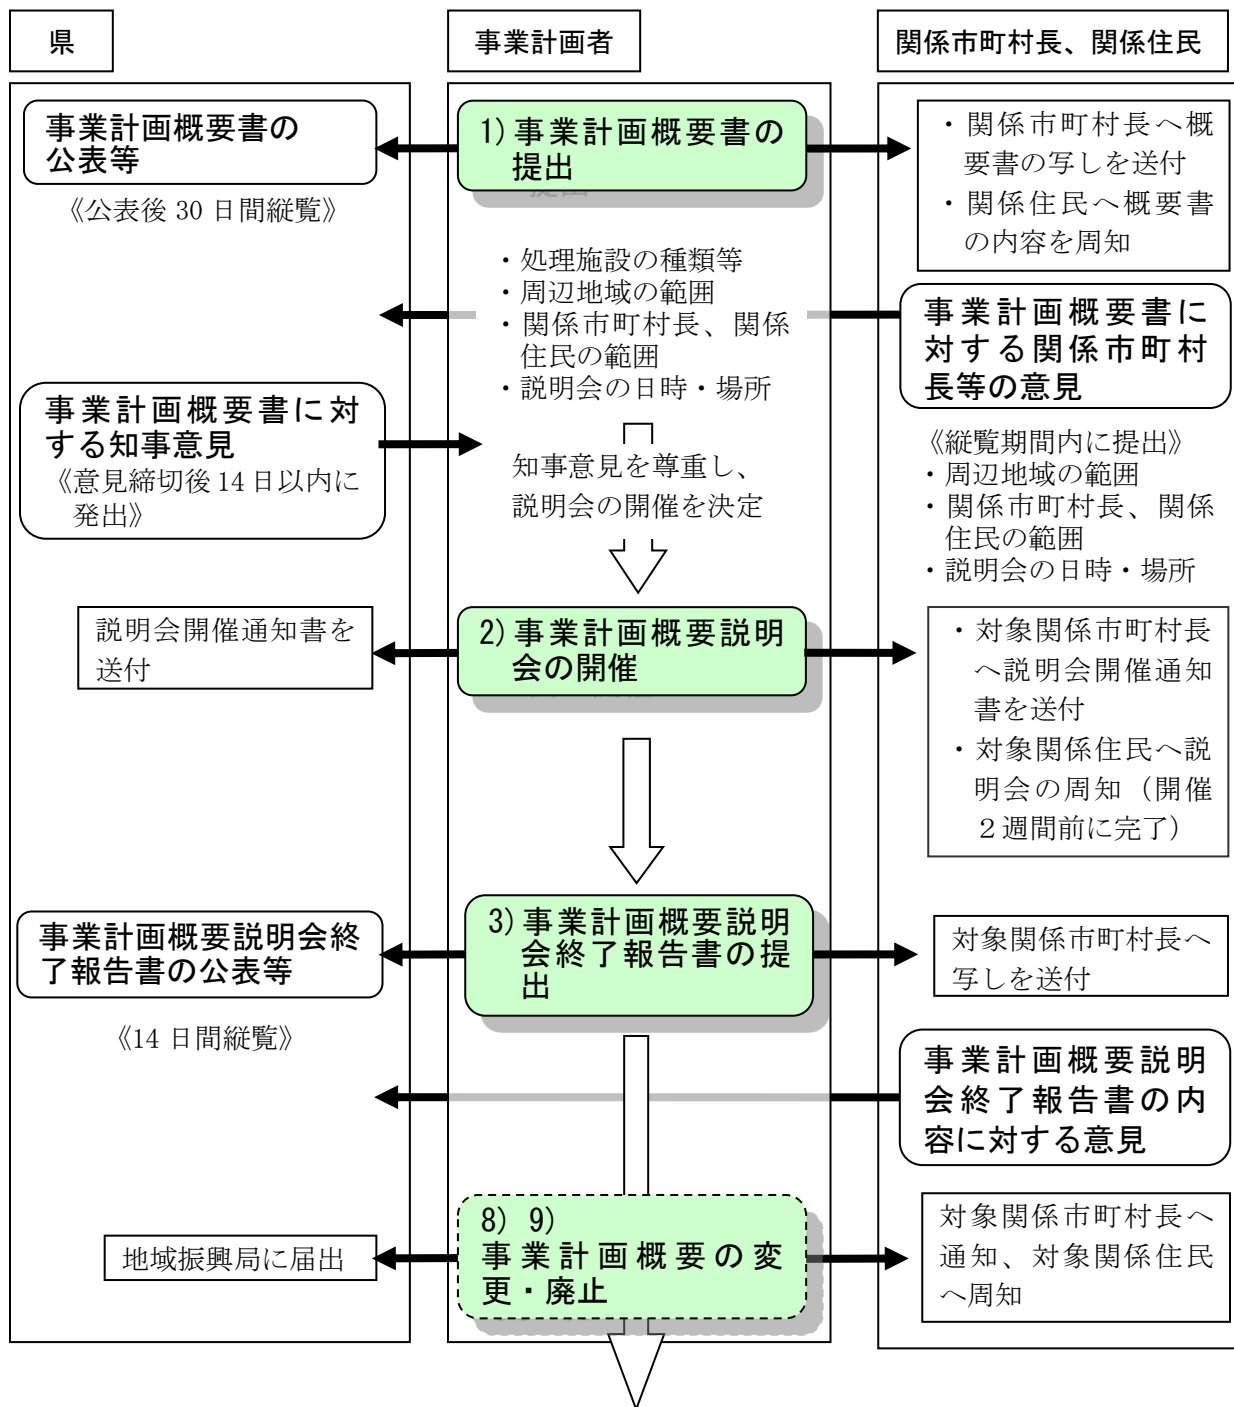 県
事業計画者
関係市町村長、関係住民
事業計画概要書の
公表等
《公表後 30 日間縦覧》
1) 事業計画概要書の
提出
・関係市町村長へ概
要書の写しを送付
・関係住民へ概要書
の内容を周知
・処理施設の種類等
・周辺地域の範囲
・関係市町村長、関係
住民の範囲
・説明会の日時・場所
事業計画概要書に
対する関係市町村
長等の意見
《縦覧期間内に提出》
・周辺地域の範囲
・関係市町村長、関係
住民の範囲
・説明会の日時・場所
事業計画概要書に対
する知事意見
《意見締切後 14 日以内に
発出》
知事意見を尊重し、
説明会の開催を決定
説明会開催通知書を
送付
2) 事業計画概要説明
会の開催
・対象関係市町村長
へ説明会開催通知
書を送付
・対象関係住民へ説
明会の周知（開催
２週間前に完了）
事業計画概要説明会終
了報告書の公表等
《14 日間縦覧》
3) 事業計画概要説明
会終了報告書の提
出
対象関係市町村長へ
写しを送付
事業計画概要説明
会終了報告書の内
容に対する意見
地域振興局に届出
8) 9)
事業計画概要の変
更・廃止
対象関係市町村長へ
通知、対象関係住民
へ周知